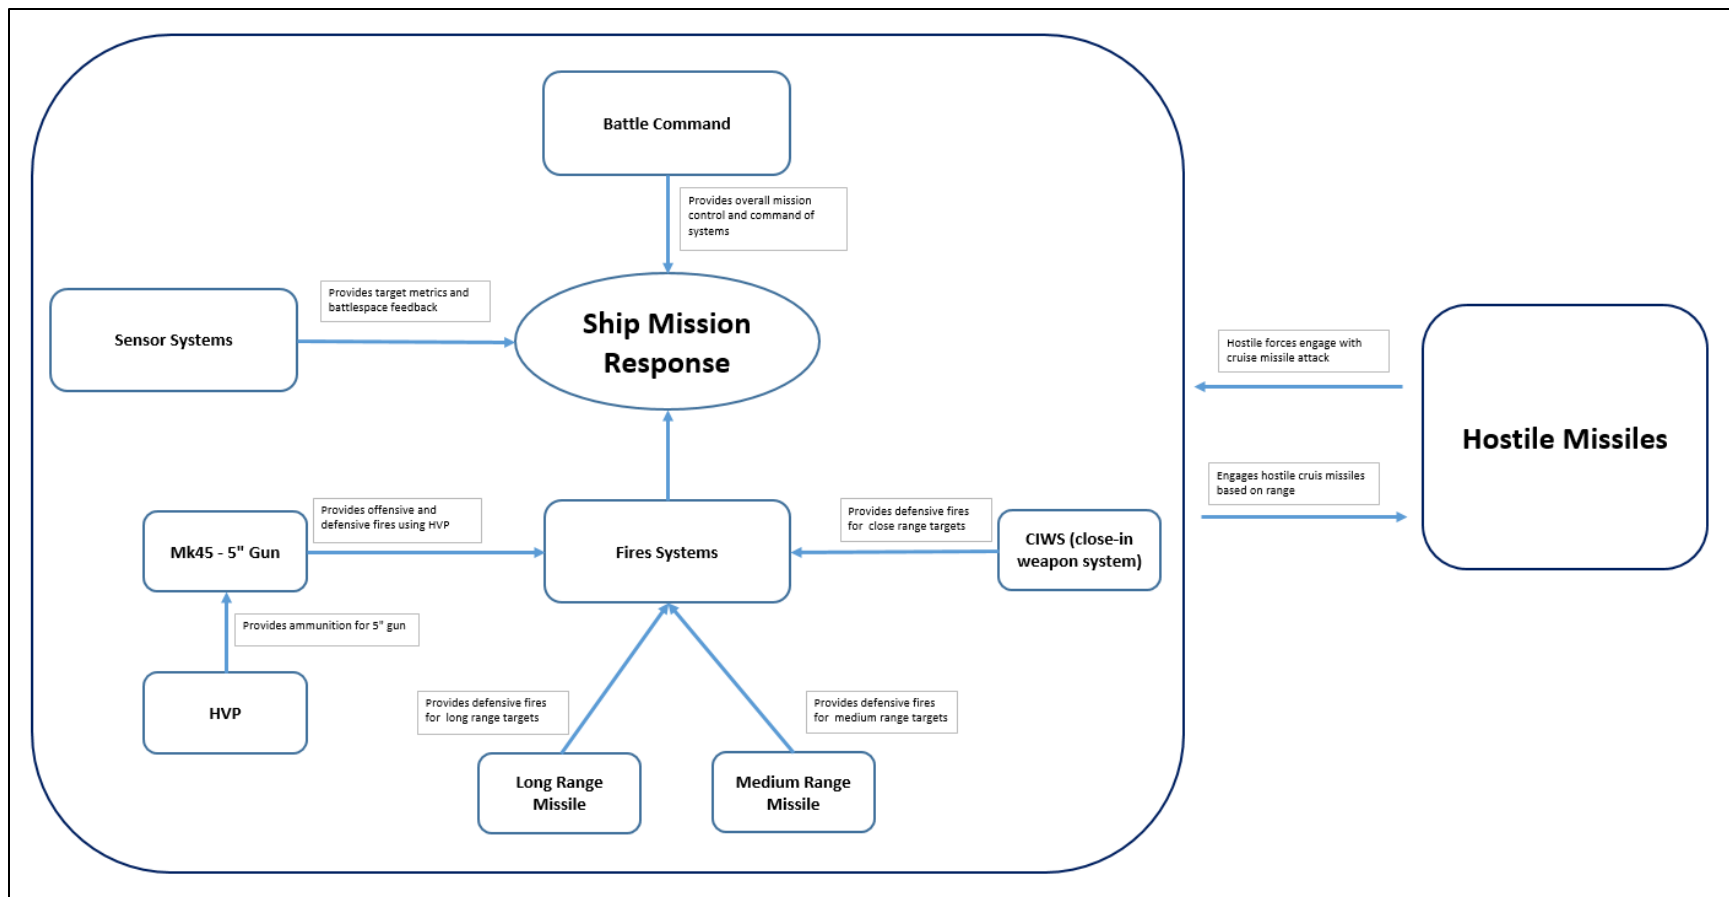 Battle Command
Provides overall mission
control and command of
systems
Sensor Systems
Provides target metrics and
battlespace feedback
Ship Mission
Response
Hostile forces engage with
cruise missile attack
Hostile Missiles
Engages hostile cruis missiles
based on range
Mk45 - 5" Gun
Provides offensive and
defensive fires using HVP
Fires Systems
Provides defensive fires
for close range targets
CIWS (close-in
weapon system)
Provides ammunition for 5" gun
HVP
Provides defensive fires
for long range targets
Provides defensive fires
for medium range targets
Long Range
Missile
Medium Range
Missile